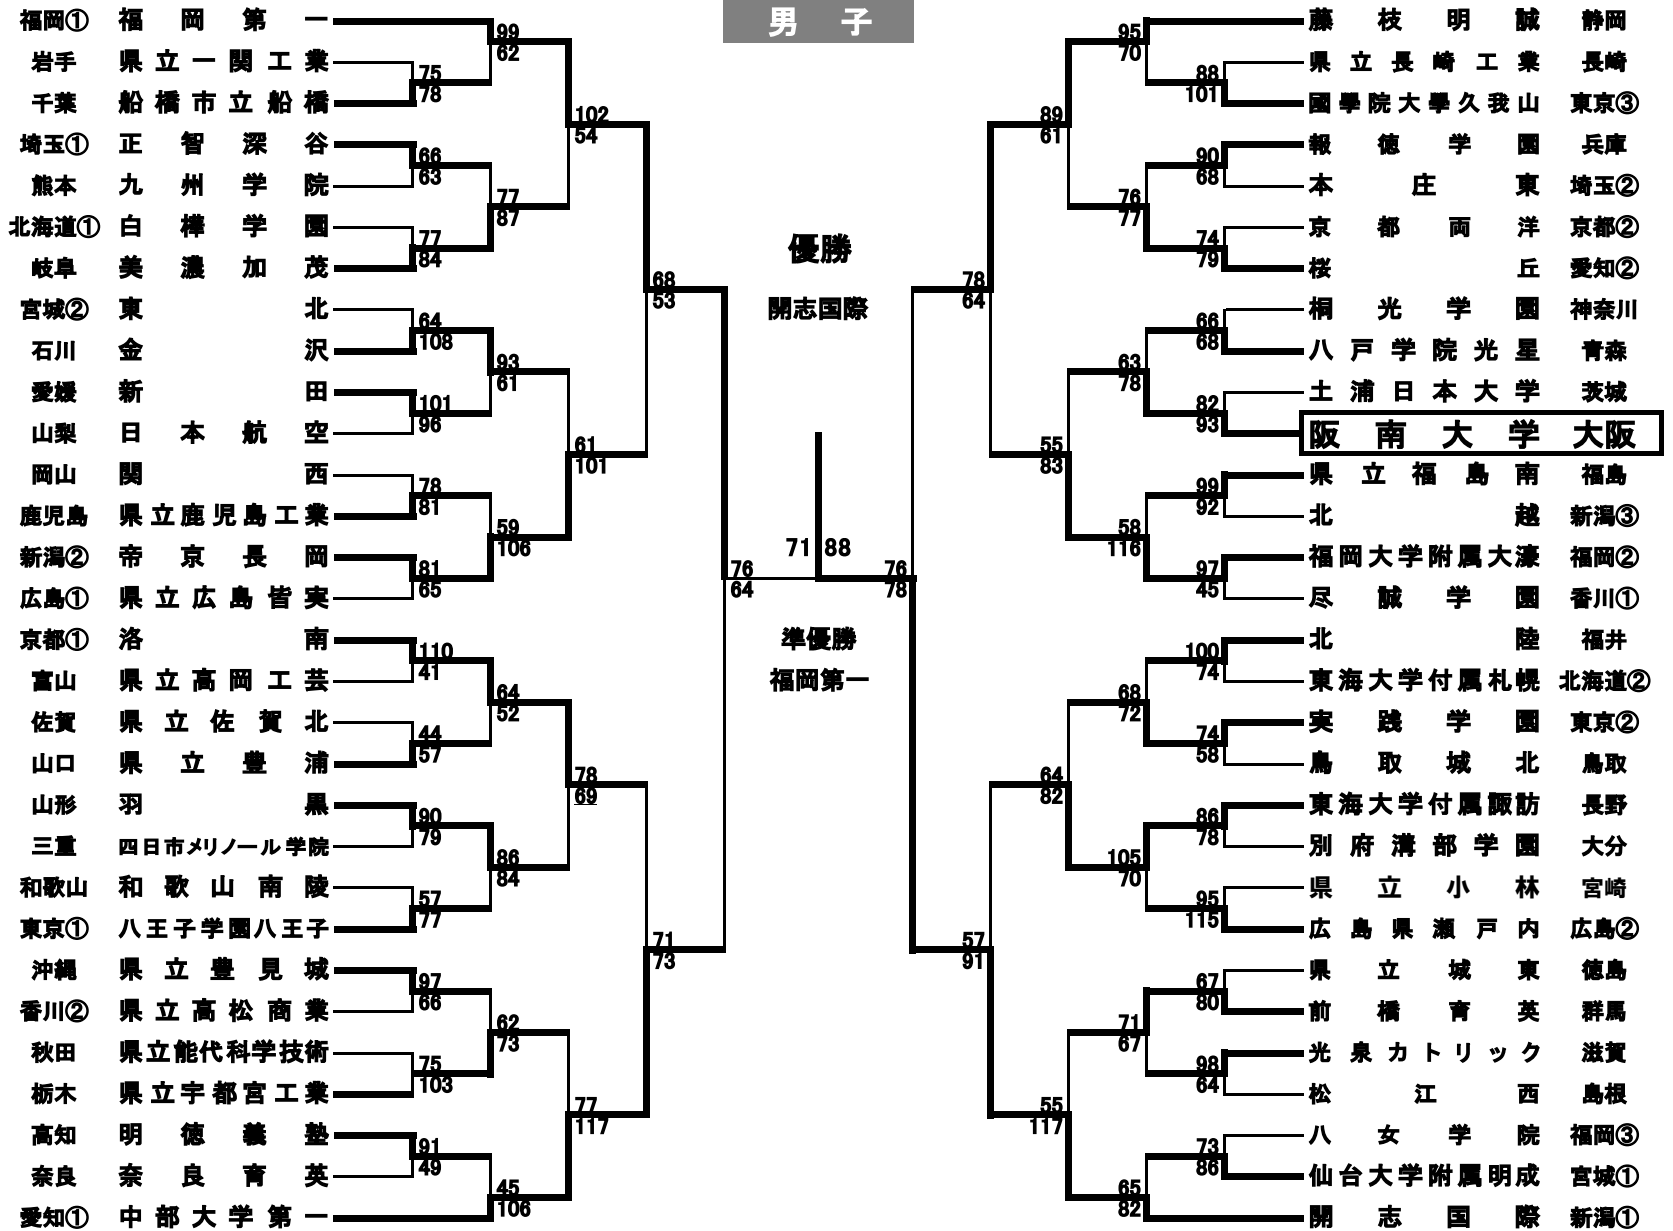 男 子
福岡① 福岡第一
岩手 県立一関工業
千葉 船橋市立船橋
埼玉① 正智深谷
熊本 九州学院
北海道① 白樺学園
岐阜 美濃加茂
宮城② 東北
石川 金沢
愛媛 新田
山梨 日本航空
岡山 関西
鹿児島 県立鹿児島工業
新潟② 帝京長岡
広島① 県立広島皆実
京都① 洛南
富山 県立高岡工芸
佐賀 県立佐賀北
山口 県立豊浦
山形 羽黒
三重 四日市メリノール学院
和歌山 和歌山南陵
東京① 八王子学園八王子
沖縄 県立豊見城
香川② 県立高松商業
秋田 県立能代科学技術
栃木 県立宇都宮工業
高知 明徳義塾
奈良 奈良育英
愛知① 中部大学第一
75
78
66
63
77
84
64
108
101
96
78
81
81
65
110
41
44
57
90
79
57
77
97
66
75
103
91
49
99
62
77
87
93
61
59
106
64
52
86
84
62
73
45
106
102
54
61
101
78
69
77
117
68
53
71
73
76
64
優勝
開志国際
71 88
準優勝
福岡第一
76
78
78
64
57
91
89
61
55
83
64
82
55
117
95
70
76
77
63
78
58
116
68
72
105
70
71
67
65
82
88
101
90
68
74
79
66
68
82
93
99
92
97
45
100
74
74
58
86
78
95
115
67
80
98
64
73
86
藤枝明誠 静岡
県立長崎工業 長崎
國學院大學久我山 東京③
報徳学園 兵庫
本庄東 埼玉②
京都両洋 京都②
桜丘 愛知②
桐光学園 神奈川
八戸学院光星 青森
土浦日本大学 茨城
阪南大学 大阪
県立福島南 福島
北越 新潟③
福岡大学附属大濠 福岡②
尽誠学園 香川①
北陸 福井
東海大学付属札幌 北海道②
実践学園 東京②
鳥取城北 鳥取
東海大学付属諏訪 長野
別府溝部学園 大分
県立小林 宮崎
広島県瀬戸内 広島②
県立城東 徳島
前橋育英 群馬
光泉カトリック 滋賀
松江西 島根
八女学院 福岡③
仙台大学附属明成 宮城①
開志国際 新潟①